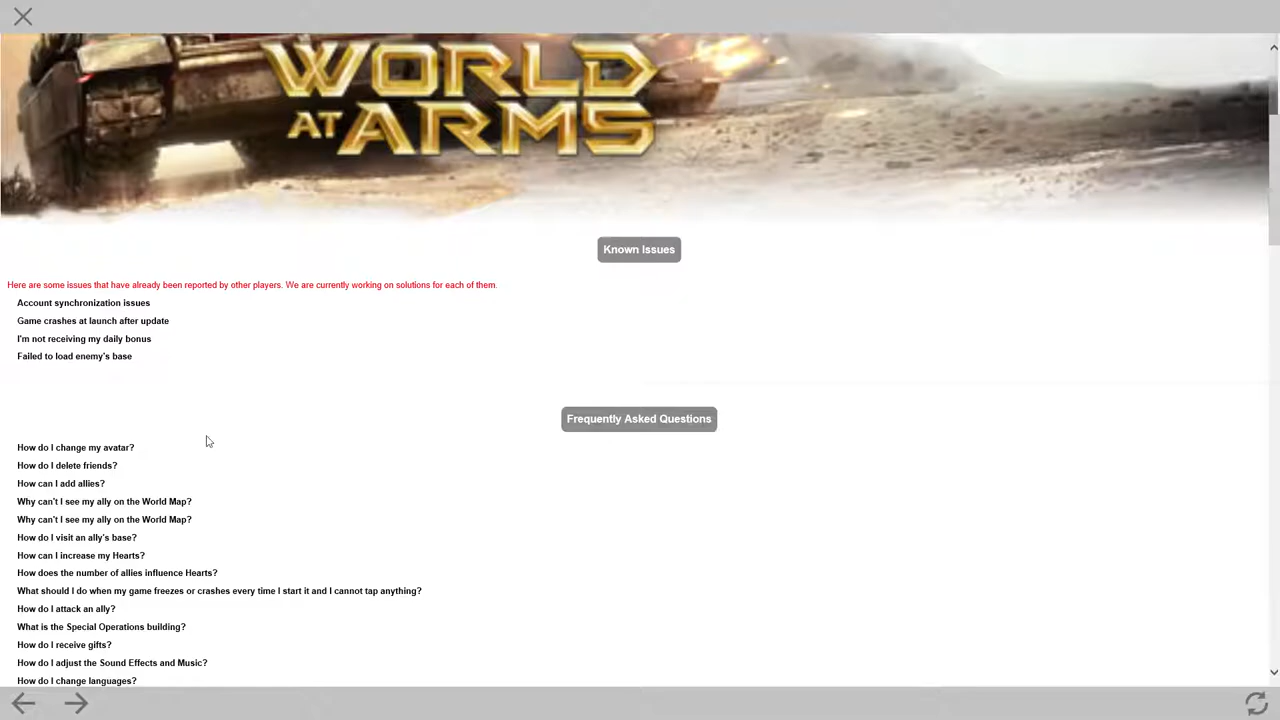 WORLD
AT ARMS
Known Issues
Here are some issues that have already been reported by other players. We are currently working on solutions for each of them.
Account synchronization issues
Game crashes at launch after update
I'm not receiving my daily bonus
Failed to load enemy's base
Frequently Asked Questions
How do I change my avatar?
How do I delete friends?
How can I add allies?
Why can't I see my ally on the World Map?
Why can't I see my ally on the World Map?
How do I visit an ally's base?
How can I increase my Hearts?
How does the number of allies influence Hearts?
What should I do when my game freezes or crashes every time I start it and I cannot tap anything?
How do I attack an ally?
What is the Special Operations building?
How do I receive gifts?
How do I adjust the Sound Effects and Music?
How do I change languages?